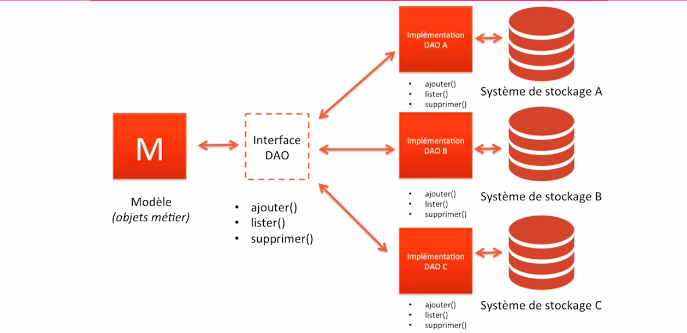 M
Modèle
(objets métier)
Interface
DAO
• ajouter()
• lister()
• supprimer()
Implémentation
DAO A
• ajouter()
• lister()
• supprimer()
Système de stockage A
Implémentation
DAO B
• ajouter()
• lister()
• supprimer()
Système de stockage B
Implémentation
DAO C
• ajouter()
• lister()
• supprimer()
Système de stockage C